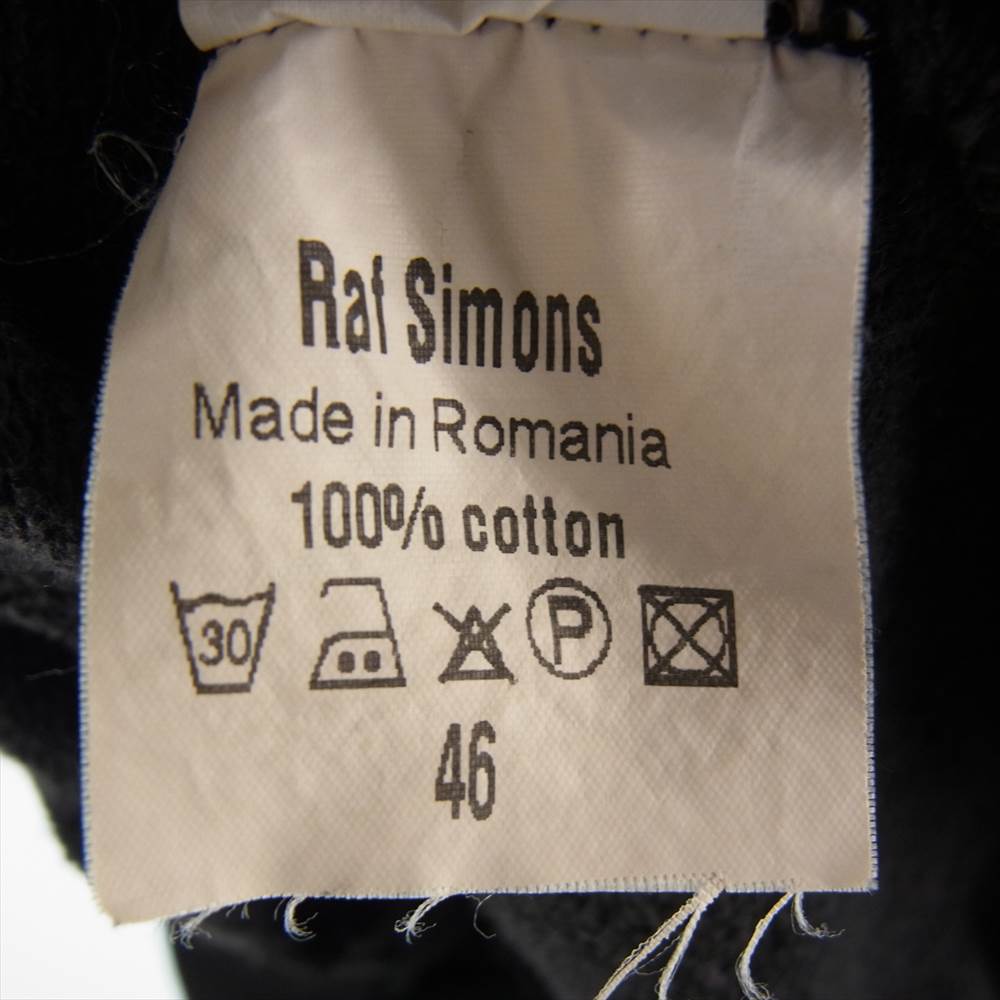 Raf Simons
Made in Romania
100% cotton
30 P
46